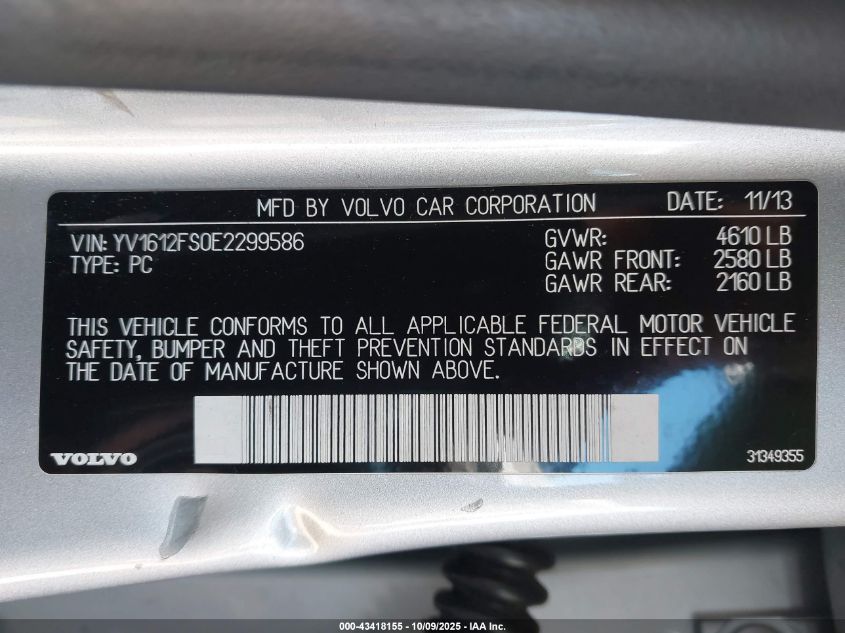 MFD BY VOLVO CAR CORPORATION DATE: 11/13
VIN: YV1612FS0E2299586 GVWR: 4610 LB
TYPE: PC GAWR FRONT: 2580 LB
GAWR REAR: 2160 LB
THIS VEHICLE CONFORMS TO ALL APPLICABLE FEDERAL MOTOR VEHICLE
SAFETY, BUMPER AND THEFT PREVENTION STANDARDS IN EFFECT ON
THE DATE OF MANUFACTURE SHOWN ABOVE.
VOLVO 31349355
000-43418155 - 10/09/2025 - IAA Inc.